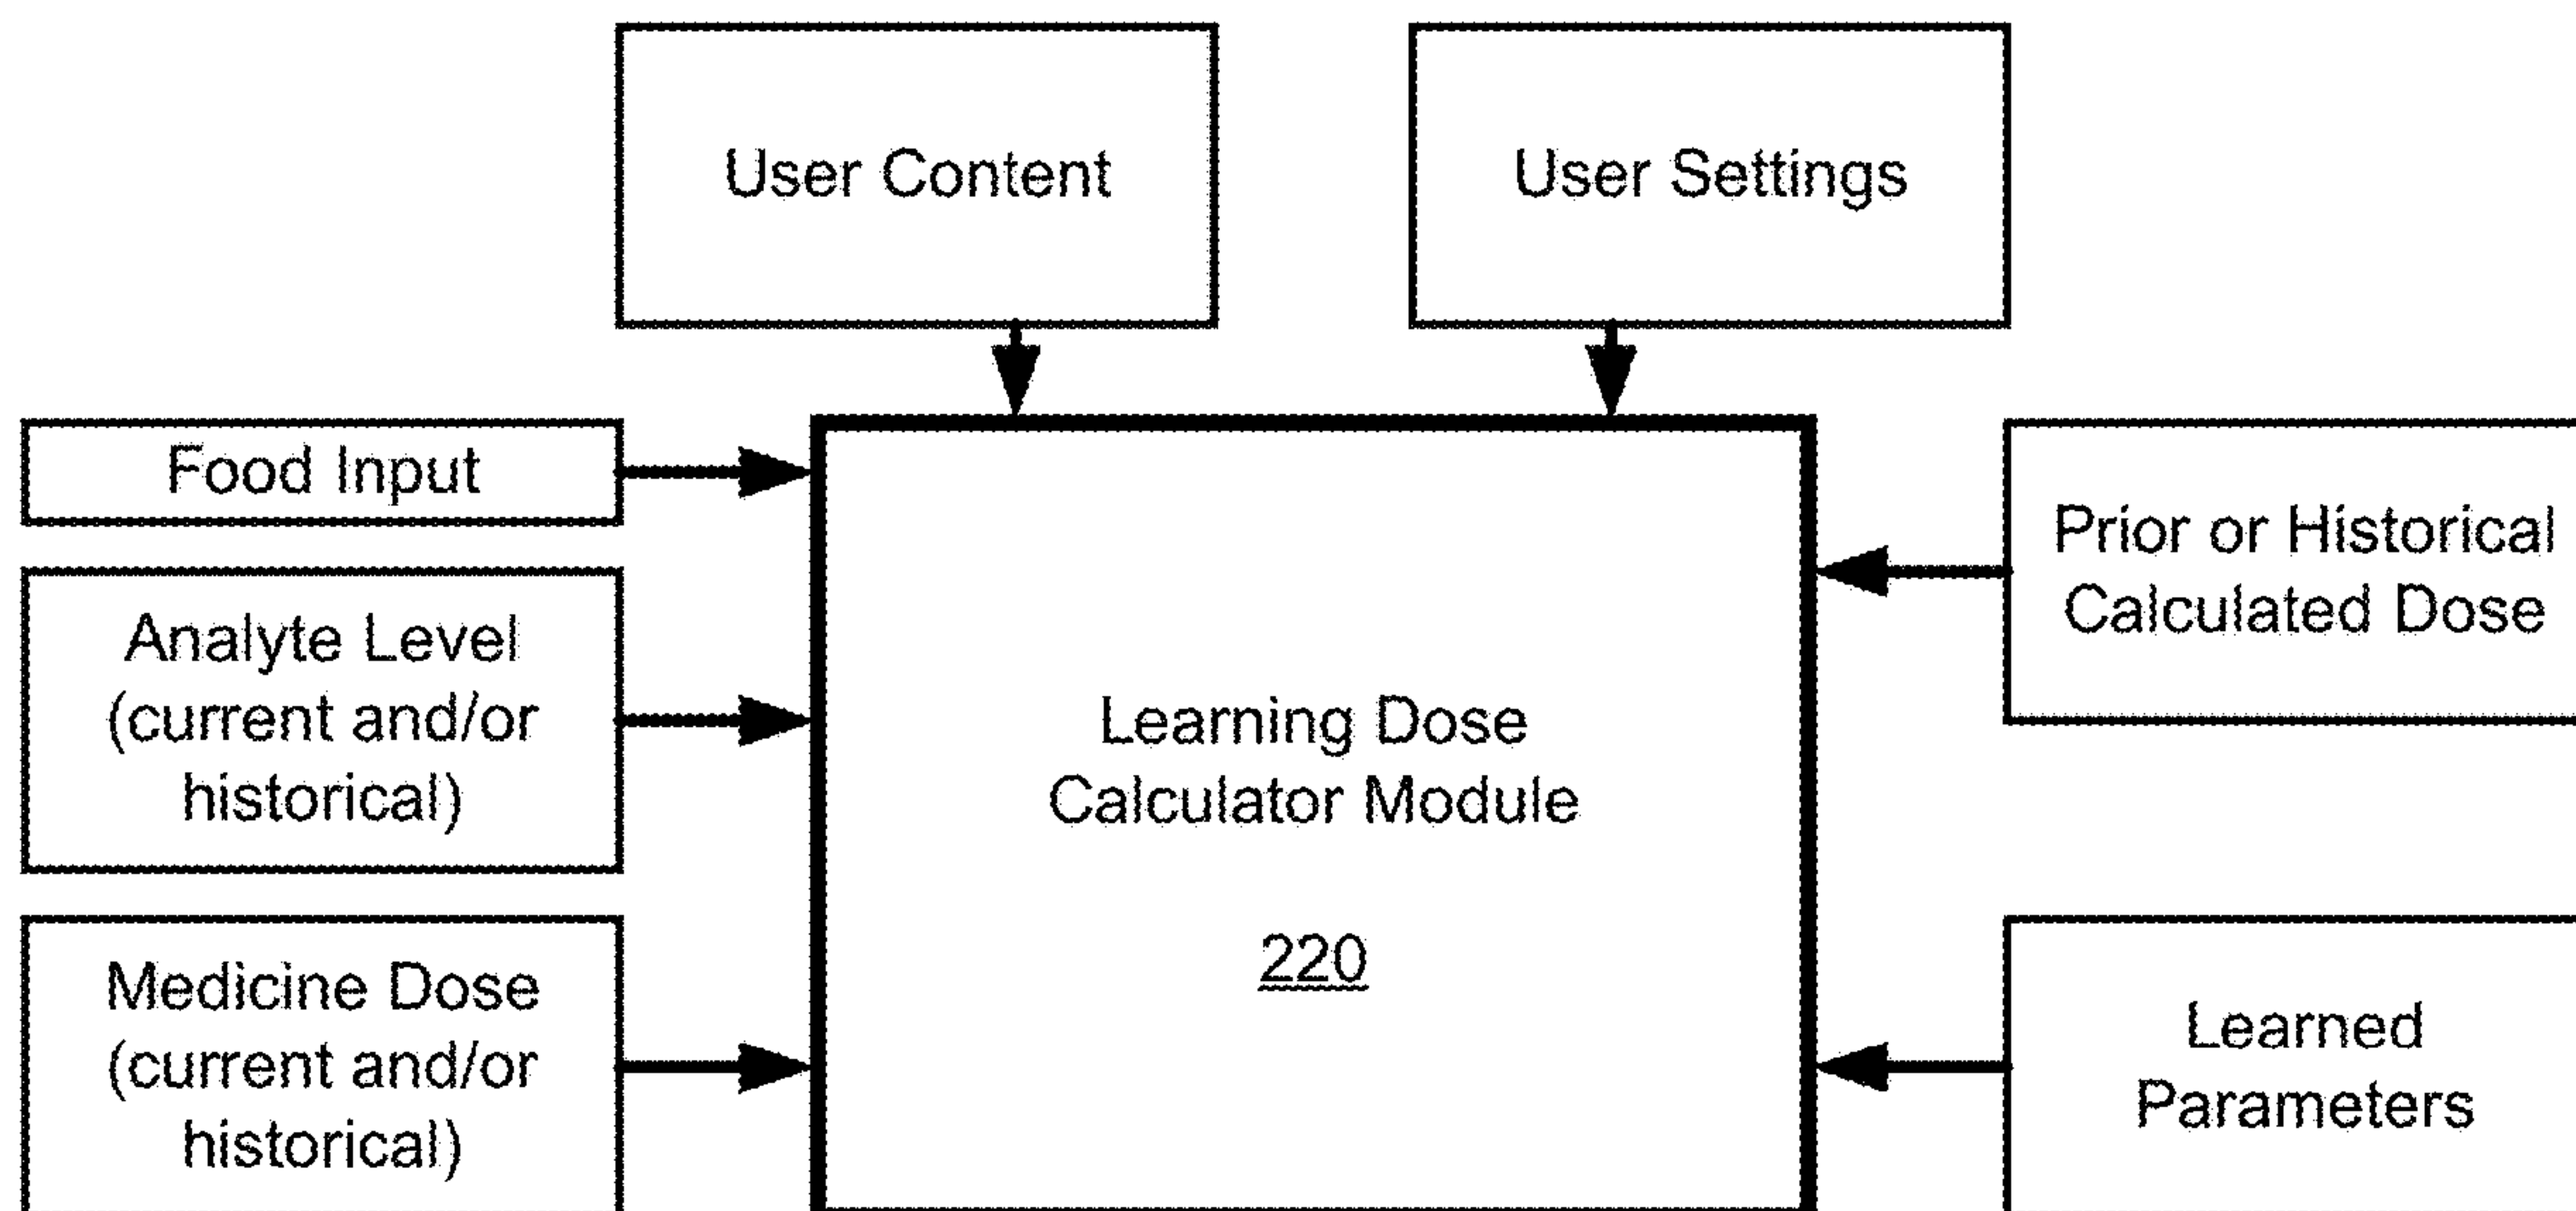 User Content
User Settings
Food Input
Analyte Level
(current and/or
historical)
Medicine Dose
(current and/or
historical)
Learning Dose
Calculator Module
220
Prior or Historical
Calculated Dose
Learned
Parameters